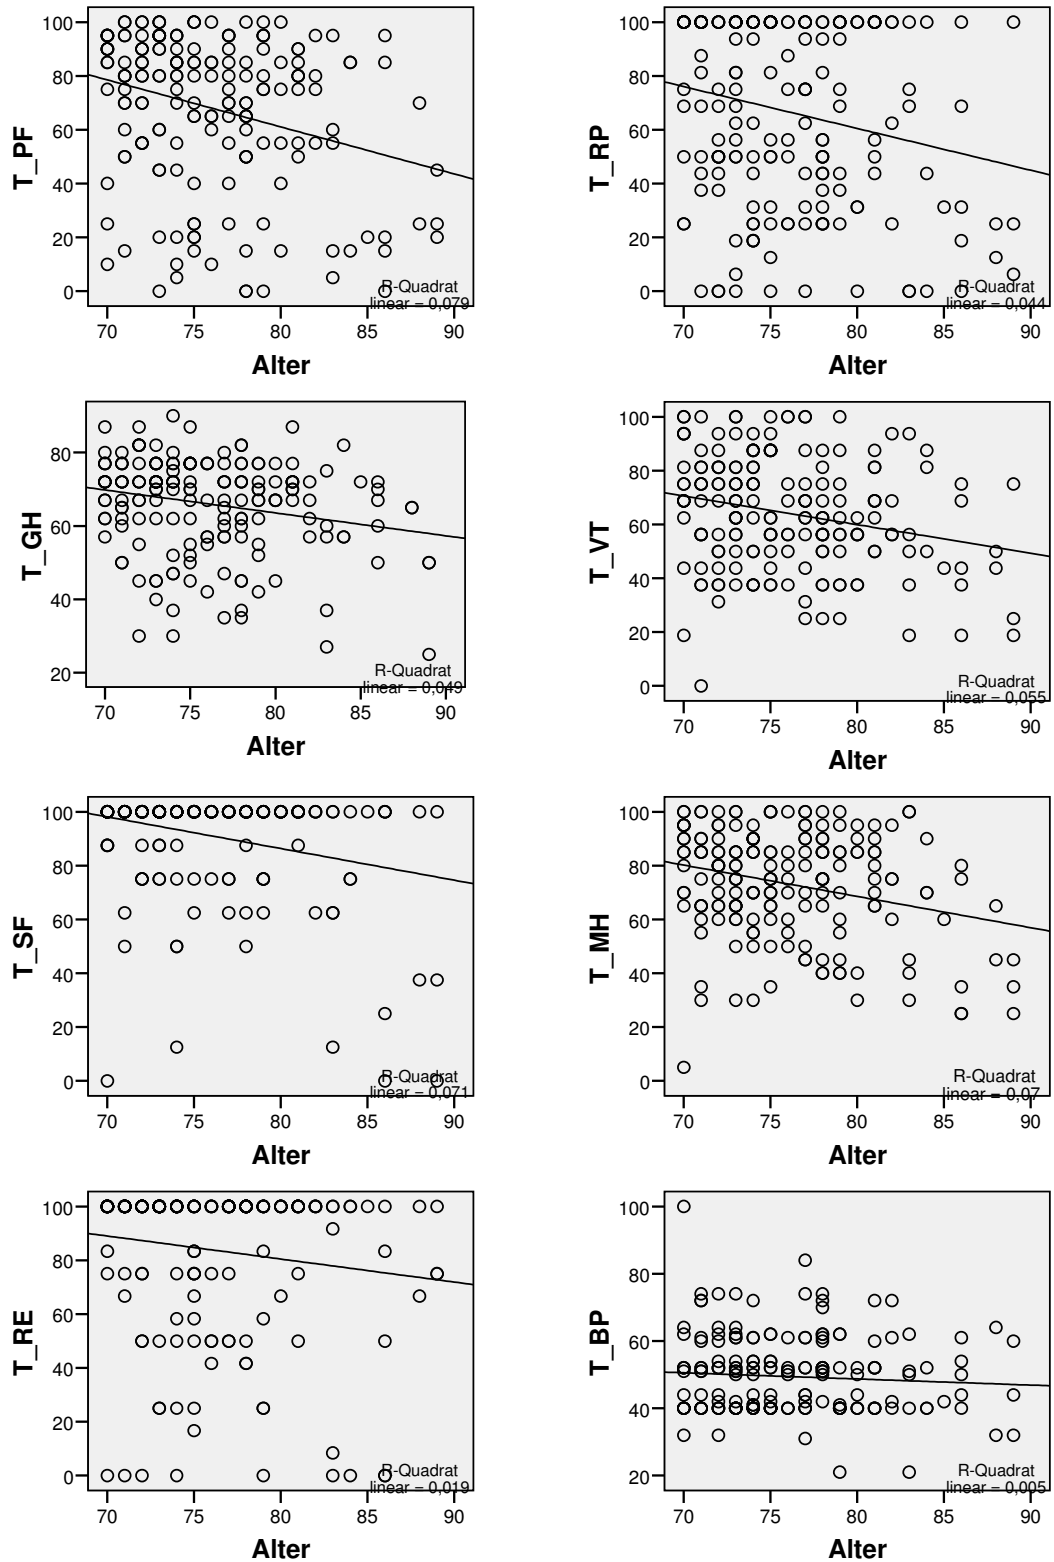 T_PF
100
80
60
40
20
0
R-Quadrat
linear = 0,079
70 75 80 85 90
Alter
T_RP
100
80
60
40
20
0
R-Quadrat
linear = 0,044
70 75 80 85 90
Alter
T_GH
80
60
40
20
R-Quadrat
linear = 0,049
70 75 80 85 90
Alter
T_VT
100
80
60
40
20
0
R-Quadrat
linear = 0,055
70 75 80 85 90
Alter
T_SF
100
80
60
40
20
0
R-Quadrat
linear = 0,071
70 75 80 85 90
Alter
T_MH
100
80
60
40
20
0
R-Quadrat
linear = 0,07
70 75 80 85 90
Alter
T_RE
100
80
60
40
20
0
R-Quadrat
linear = 0,019
70 75 80 85 90
Alter
T_BP
100
80
60
40
20
R-Quadrat
linear = 0,005
70 75 80 85 90
Alter